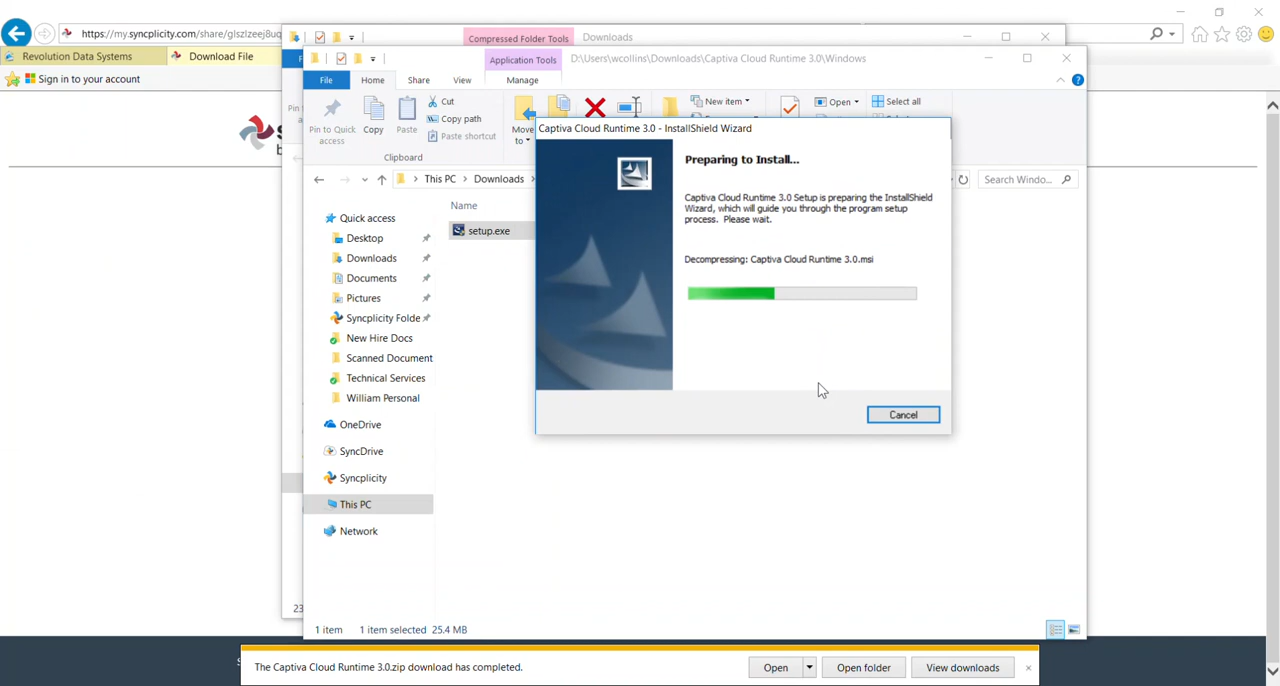 https://my.syncplicity.com/share/glszlzeej8uq
Revolution Data Systems
Download File
Sign in to your account
Compressed Folder Tools
Downloads
Application Tools
D:\Users\wcollins\Downloads\Captiva Cloud Runtime 3.0\Windows
File
Home
Share
View
Manage
Pin to Quick
access
Copy
Paste
Cut
Copy path
Paste shortcut
Clipboard
Move
to
New item
Open
Select all
This PC
Downloads
Search Windo...
Quick access
Desktop
Downloads
Documents
Pictures
Syncplicity Folde
New Hire Docs
Scanned Document
Technical Services
William Personal
OneDrive
SyncDrive
Syncplicity
This PC
Network
Name
setup.exe
Captiva Cloud Runtime 3.0 - InstallShield Wizard
Preparing to Install...
Captiva Cloud Runtime 3.0 Setup is preparing the InstallShield
Wizard, which will guide you through the program setup
process. Please wait.
Decompressing: Captiva Cloud Runtime 3.0.msi
Cancel
23
1 item
1 item selected
25.4 MB
The Captiva Cloud Runtime 3.0.zip download has completed.
Open
Open folder
View downloads